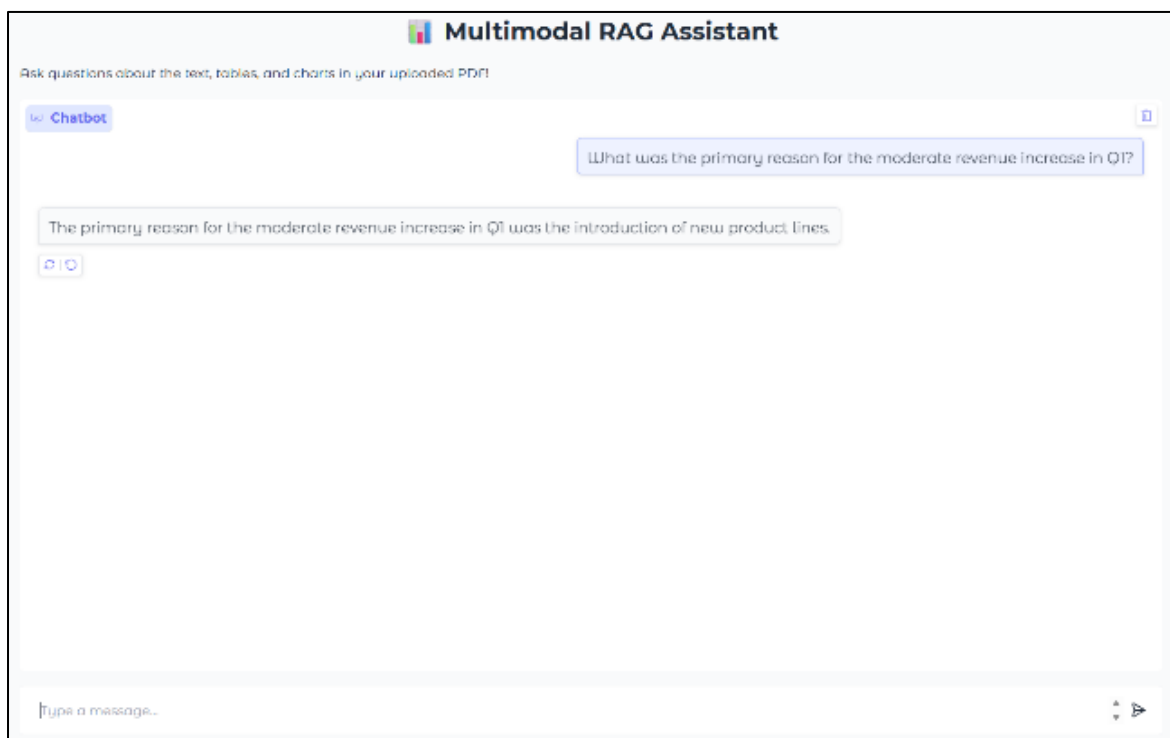 Multimodal RAG Assistant
Ask questions about the text, tables, and charts in your uploaded PDF!
Chatbot
What was the primary reason for the moderate revenue increase in Q1?
The primary reason for the moderate revenue increase in Q1 was the introduction of new product lines.
Type a message...